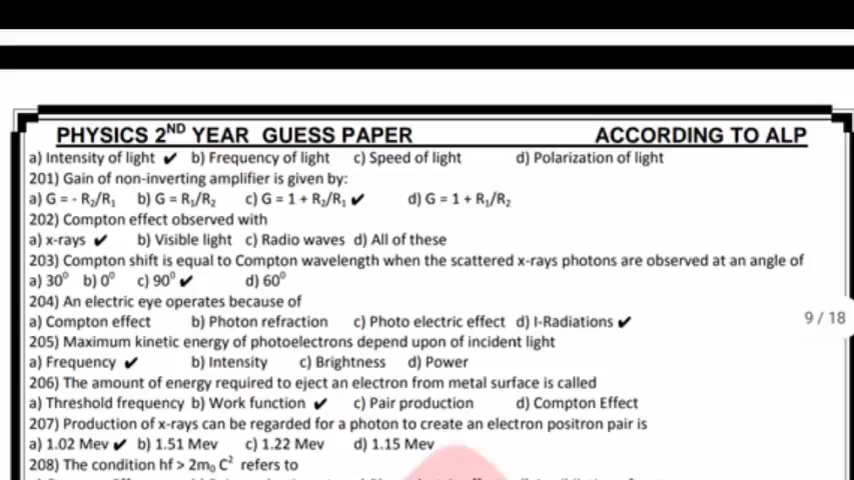 PHYSICS 2ND YEAR GUESS PAPER ACCORDING TO ALP
a) Intensity of light ✔ b) Frequency of light c) Speed of light d) Polarization of light
201) Gain of non-inverting amplifier is given by:
a) G = - R₂/R₁ b) G = R₁/R₂ c) G = 1 + R₂/R₁ ✔ d) G = 1 + R₁/R₂
202) Compton effect observed with
a) x-rays ✔ b) Visible light c) Radio waves d) All of these
203) Compton shift is equal to Compton wavelength when the scattered x-rays photons are observed at an angle of
a) 30⁰ b) 0⁰ c) 90⁰ ✔ d) 60⁰
204) An electric eye operates because of
a) Compton effect b) Photon refraction c) Photo electric effect d) I-Radiations ✔
9 / 18
205) Maximum kinetic energy of photoelectrons depend upon of incident light
a) Frequency ✔ b) Intensity c) Brightness d) Power
206) The amount of energy required to eject an electron from metal surface is called
a) Threshold frequency b) Work function ✔ c) Pair production d) Compton Effect
207) Production of x-rays can be regarded for a photon to create an electron positron pair is
a) 1.02 Mev ✔ b) 1.51 Mev c) 1.22 Mev d) 1.15 Mev
208) The condition hf > 2m₀ C² refers to